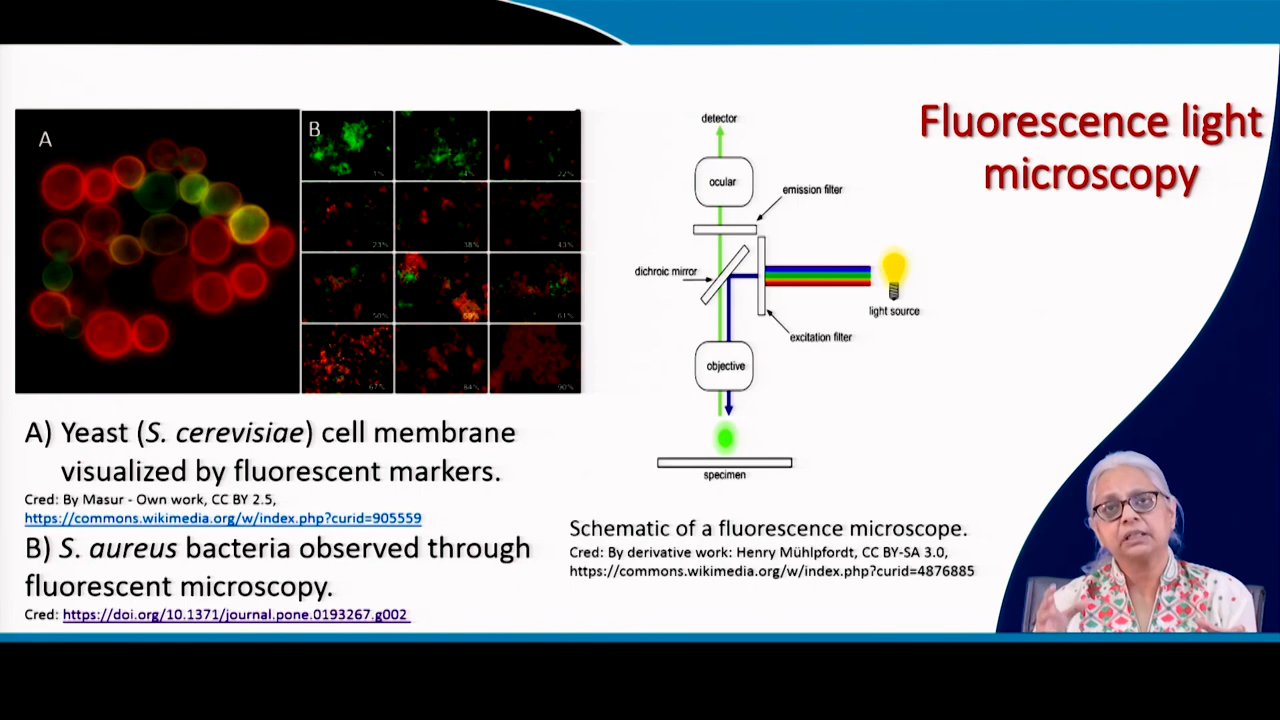 Fluorescence light
microscopy
A
B
1%
22%
23%
38%
43%
50%
59%
61%
67%
84%
90%
detector
ocular
emission filter
dichroic mirror
light source
excitation filter
objective
specimen
A) Yeast (S. cerevisiae) cell membrane
visualized by fluorescent markers.
Cred: By Masur - Own work, CC BY 2.5,
https://commons.wikimedia.org/w/index.php?curid=905559
B) S. aureus bacteria observed through
fluorescent microscopy.
Cred: https://doi.org/10.1371/journal.pone.0193267.g002
Schematic of a fluorescence microscope.
Cred: By derivative work: Henry Mühlpfordt, CC BY-SA 3.0,
https://commons.wikimedia.org/w/index.php?curid=4876885